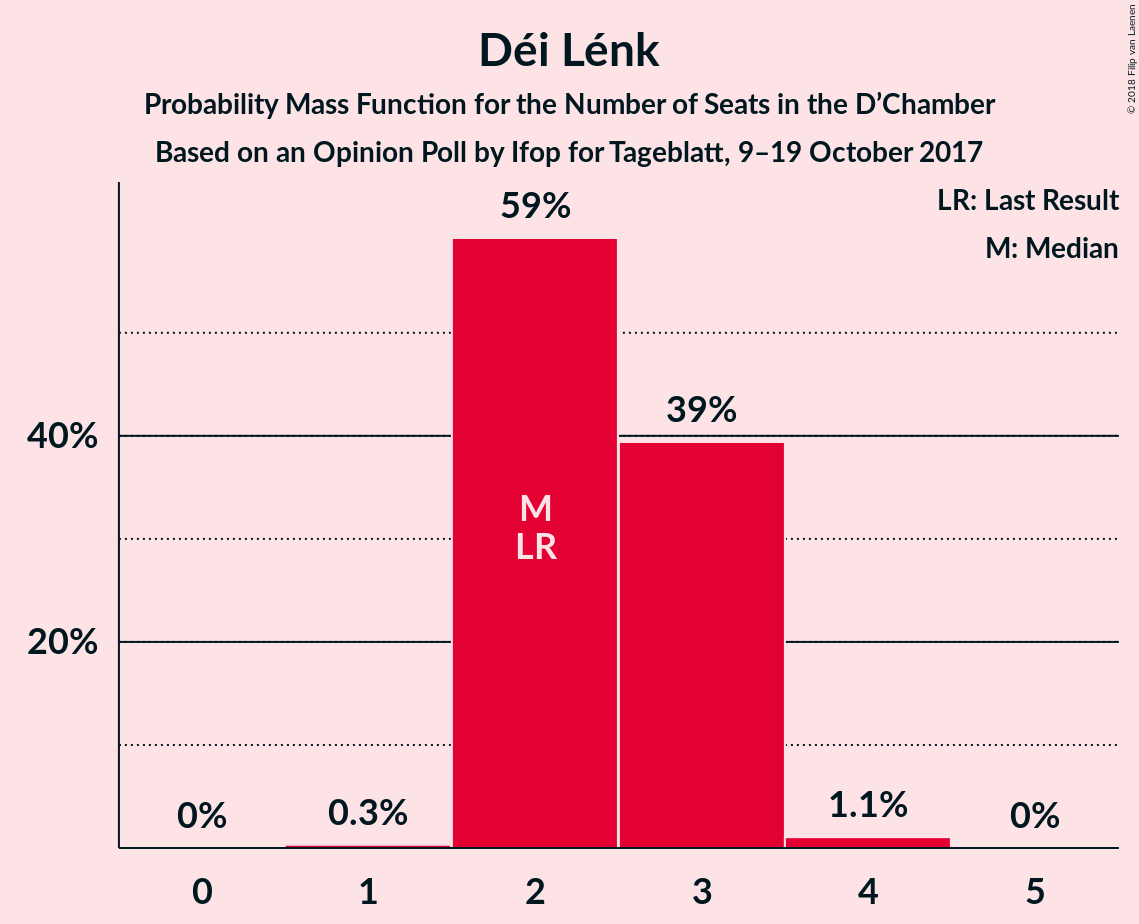 Déi Lénk
Probability Mass Function for the Number of Seats in the D’Chamber
Based on an Opinion Poll by Ifop for Tageblatt, 9–19 October 2017
© 2018 Filip van Laenen
LR: Last Result
M: Median
59%
39%
40%
M
LR
20%
0%
0.3%
1.1%
0%
0
1
2
3
4
5